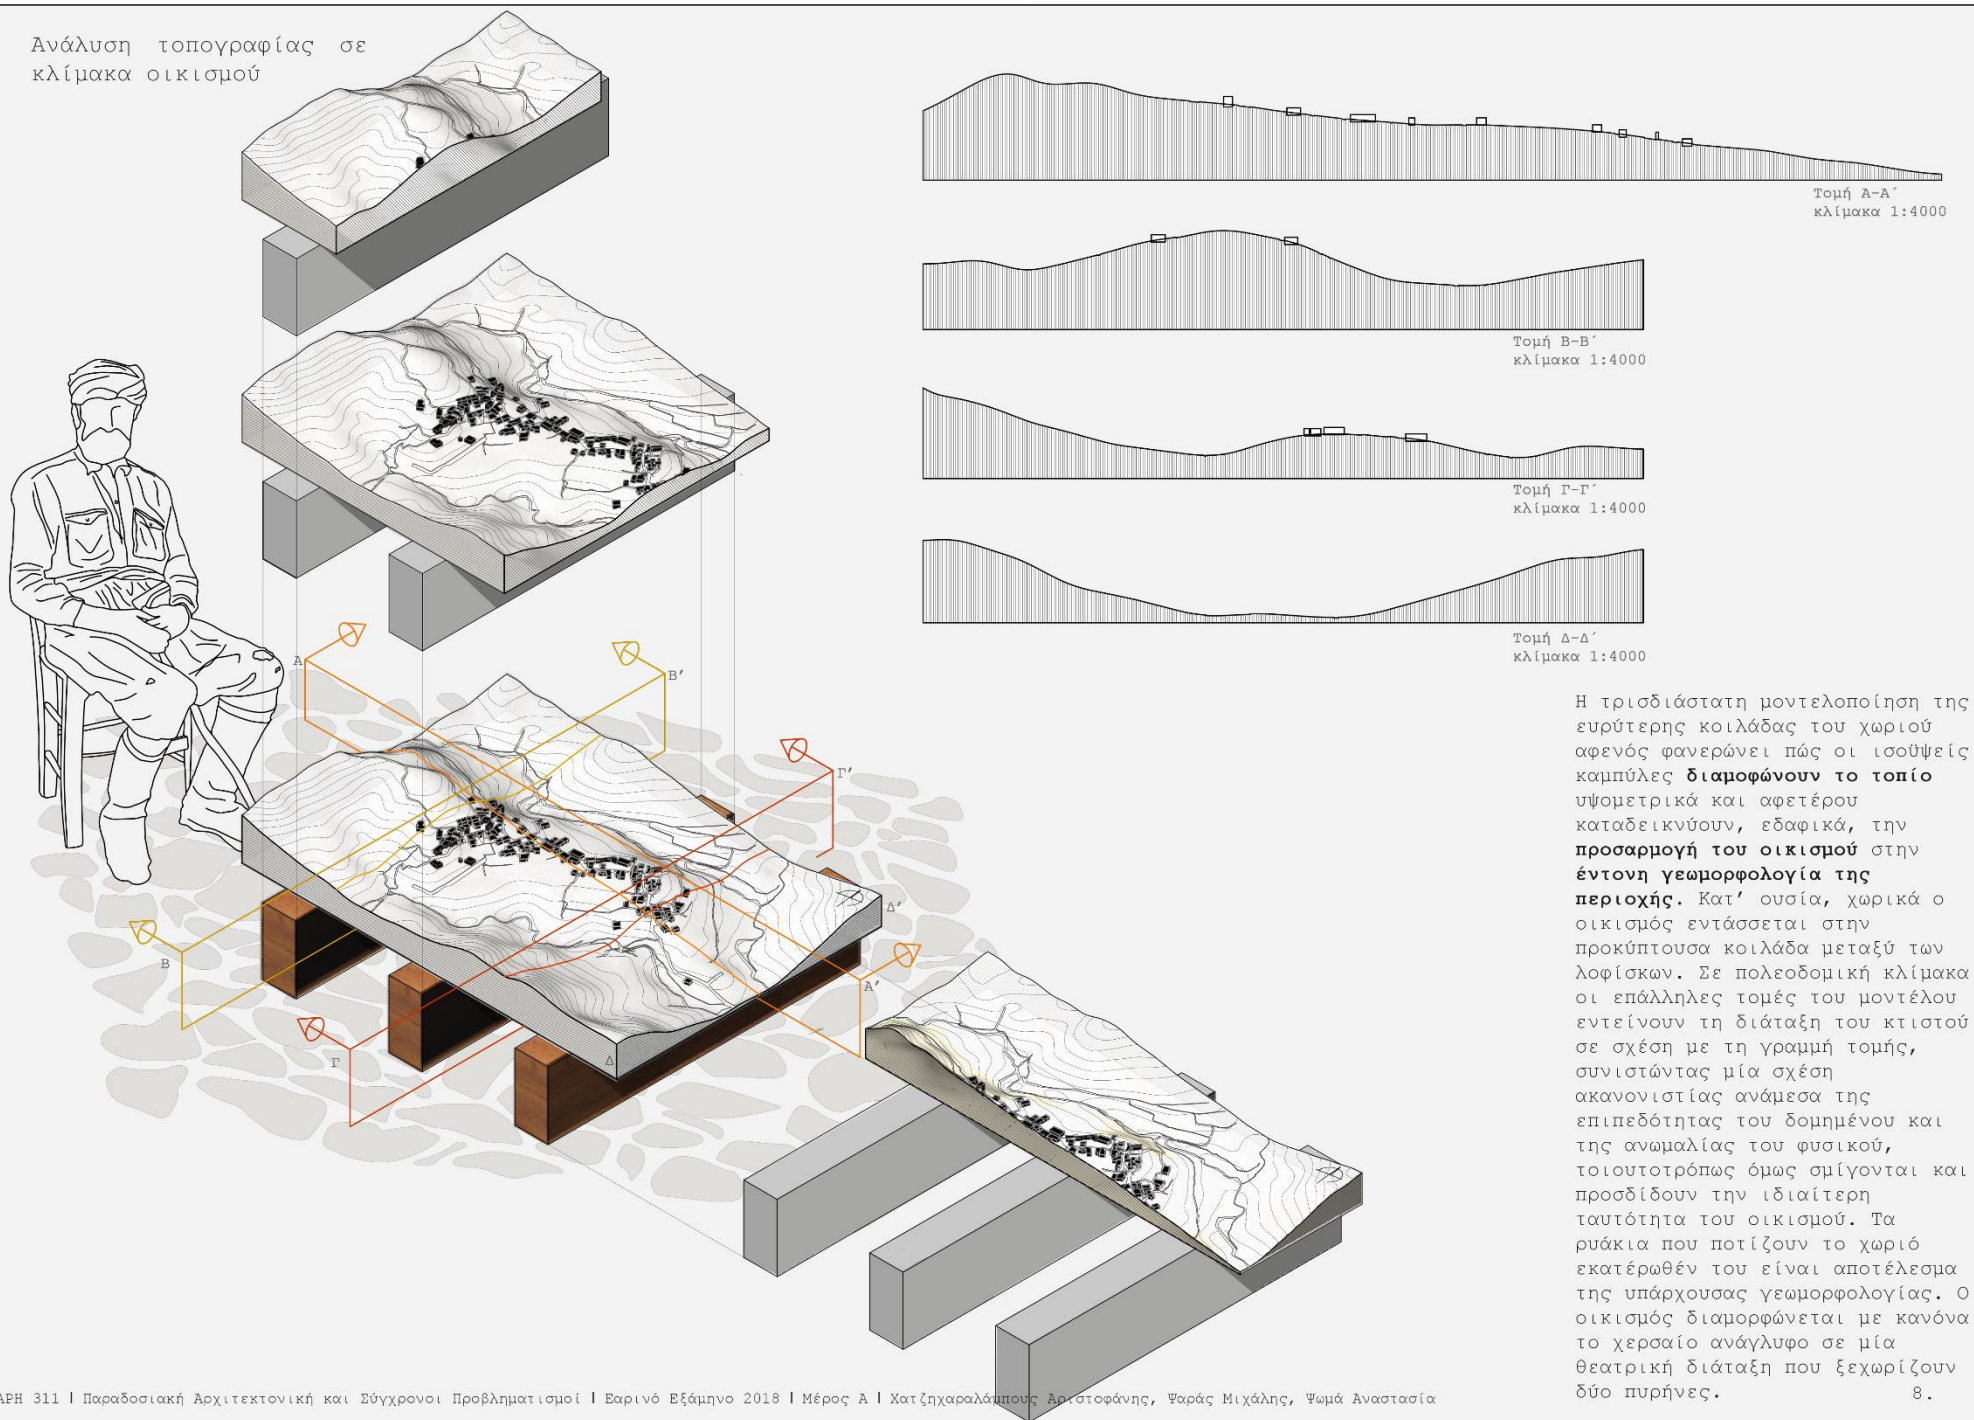 Ανάλυση τοπογραφίας σε
κλίμακα οικισμού
Τομή Α-Α´
κλίμακα 1:4000
Τομή Β-Β´
κλίμακα 1:4000
Τομή Γ-Γ´
κλίμακα 1:4000
Τομή Δ-Δ´
κλίμακα 1:4000
Α
Β′
Γ′
Δ′
Α′
Β
Γ
Δ
Η τρισδιάστατη μοντελοποίηση της
ευρύτερης κοιλάδας του χωριού
αφενός φανερώνει πώς οι ισοϋψείς
καμπύλες διαμοφώνουν το τοπίο
υψομετρικά και αφετέρου
καταδεικνύουν, εδαφικά, την
προσαρμογή του οικισμού στην
έντονη γεωμορφολογία της
περιοχής. Κατ’ ουσία, χωρικά ο
οικισμός εντάσσεται στην
προκύπτουσα κοιλάδα μεταξύ των
λοφίσκων. Σε πολεοδομική κλίμακα
οι επάλληλες τομές του μοντέλου
εντείνουν τη διάταξη του κτιστού
σε σχέση με τη γραμμή τομής,
συνιστώντας μία σχέση
ακανονιστίας ανάμεσα της
επιπεδότητας του δομημένου και
της ανωμαλίας του φυσικού,
τοιουτοτρόπως όμως σμίγονται και
προσδίδουν την ιδιαίτερη
ταυτότητα του οικισμού. Τα
ρυάκια που ποτίζουν το χωριό
εκατέρωθέν του είναι αποτέλεσμα
της υπάρχουσας γεωμορφολογίας. Ο
οικισμός διαμορφώνεται με κανόνα
το χερσαίο ανάγλυφο σε μία
θεατρική διάταξη που ξεχωρίζουν
δύο πυρήνες.
8.
ΑΡΗ 311 | Παραδοσιακή Αρχιτεκτονική και Σύγχρονοι Προβληματισμοί | Εαρινό Εξάμηνο 2018 | Μέρος Α | Χατζηχαραλάμπους Αριστοφάνης, Ψαράς Μιχάλης, Ψωμά Αναστασία